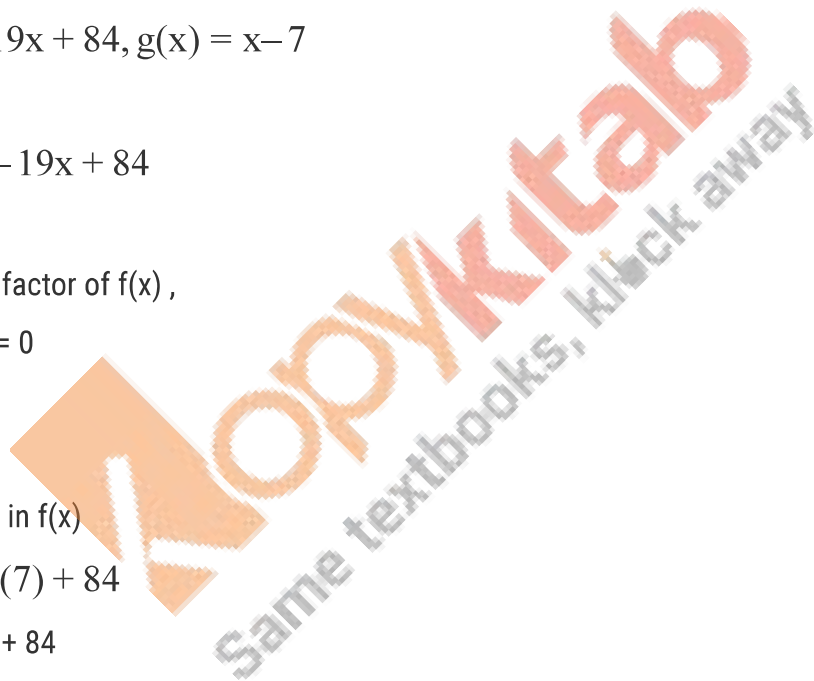 9x + 84, g(x) = x– 7
– 19x + 84
factor of f(x) ,
= 0
in f(x)
(7) + 84
+ 84
kopykitab
Same textbooks, klick away